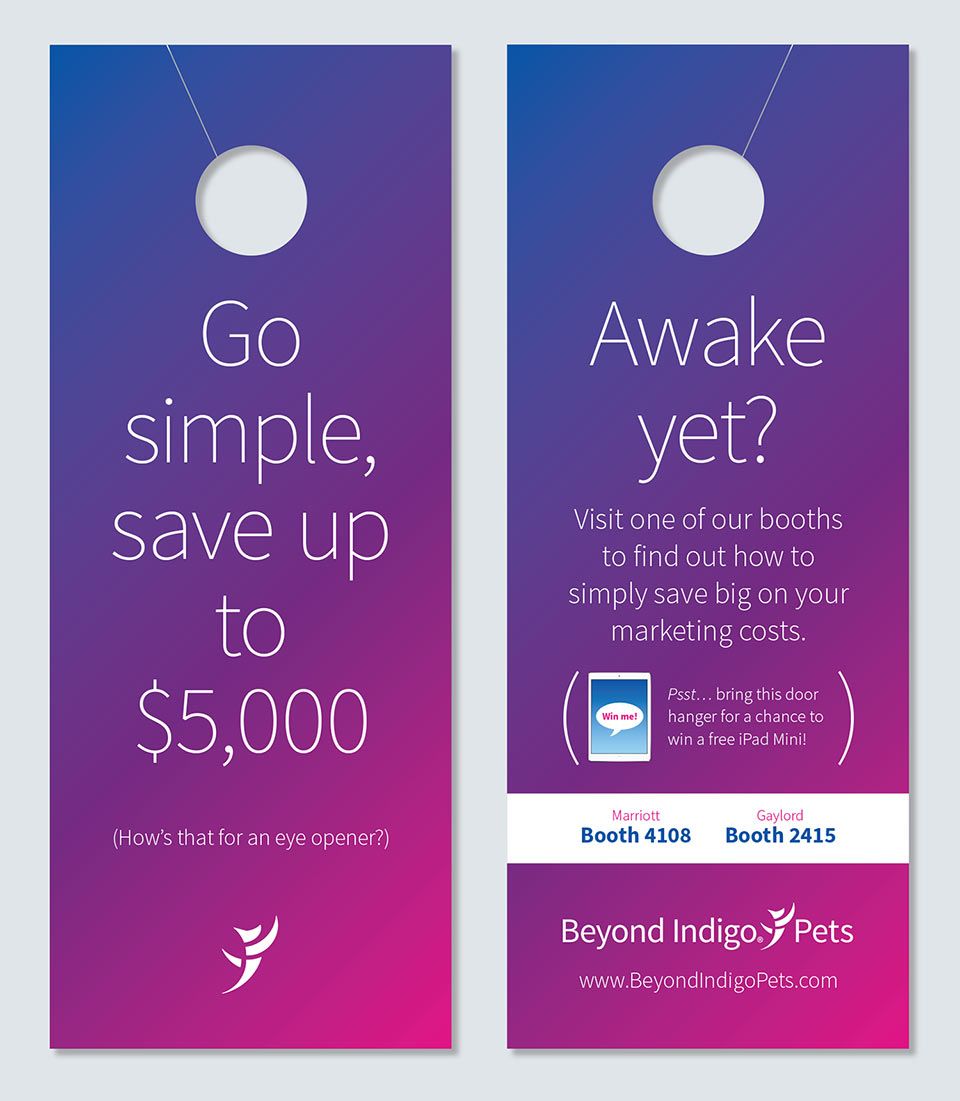 Go
simple,
save up
to
$5,000
(How’s that for an eye opener?)
Awake
yet?
Visit one of our booths
to find out how to
simply save big on your
marketing costs.
Win me!
Psst… bring this door
hanger for a chance to
win a free iPad Mini!
Marriott
Booth 4108
Gaylord
Booth 2415
Beyond Indigo® Pets
www.BeyondIndigoPets.com